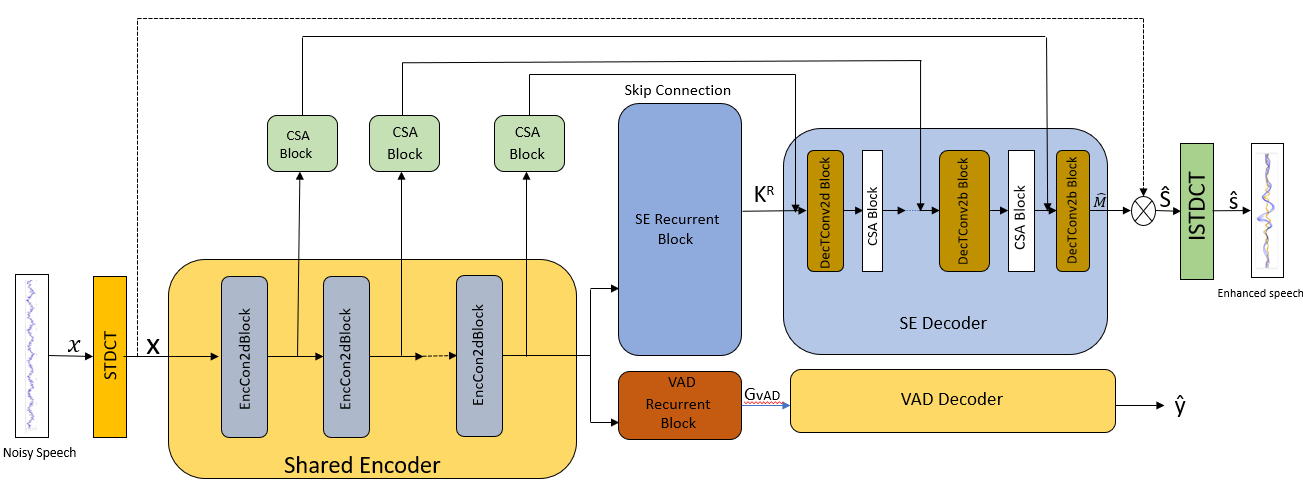 Skip Connection
CSA
Block
CSA
Block
CSA
Block
SE Recurrent
Block
Kᴿ
DecTConv2d Block
CSA Block
DecTConv2b Block
CSA Block
DecTConv2b Block
M̂
Ŝ
ISTDCT
ŝ
Enhanced speech
SE Decoder
Noisy Speech
x
STDCT
X
EncCon2dBlock
EncCon2dBlock
EncCon2dBlock
Shared Encoder
VAD
Recurrent
Block
GVAD
VAD Decoder
ŷ